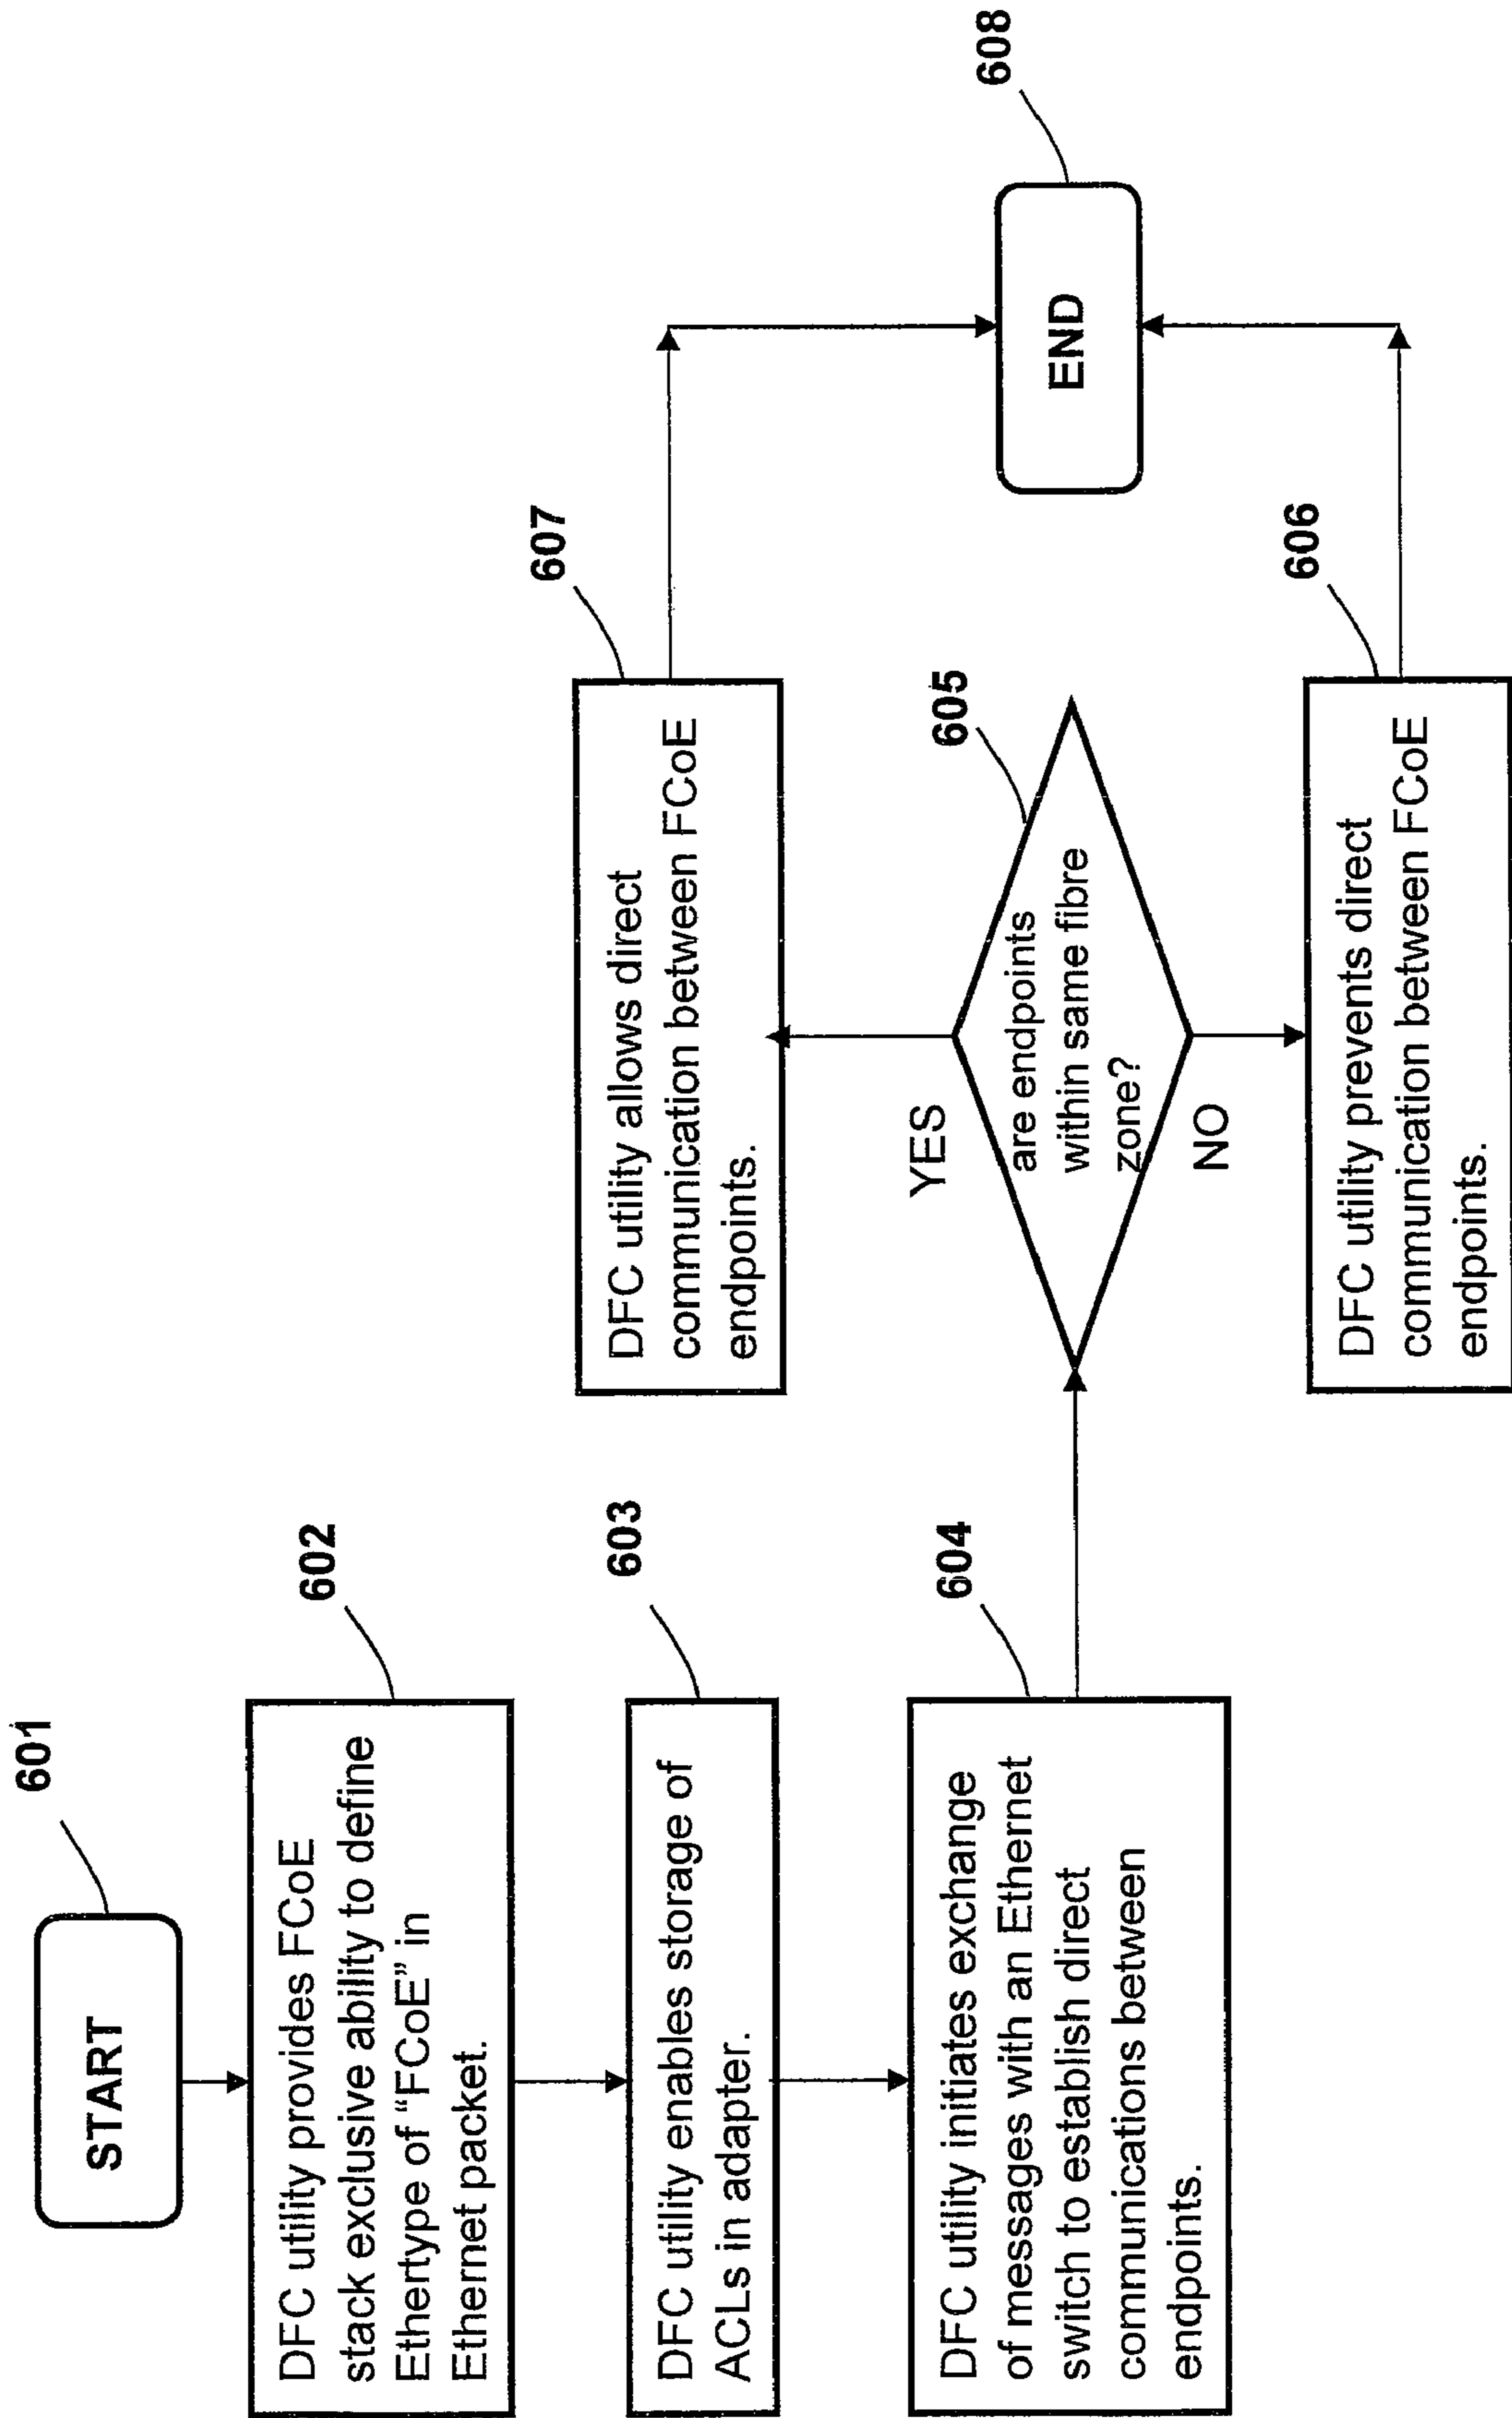 601
START
602
DFC utility provides FCoE
stack exclusive ability to define
Ethertype of “FCoE” in
Ethernet packet.
603
DFC utility enables storage of
ACLs in adapter.
604
DFC utility initiates exchange
of messages with an Ethernet
switch to establish direct
communications between
endpoints.
605
are endpoints
within same fibre
zone?
YES
NO
607
DFC utility allows direct
communication between FCoE
endpoints.
606
DFC utility prevents direct
communication between FCoE
endpoints.
608
END